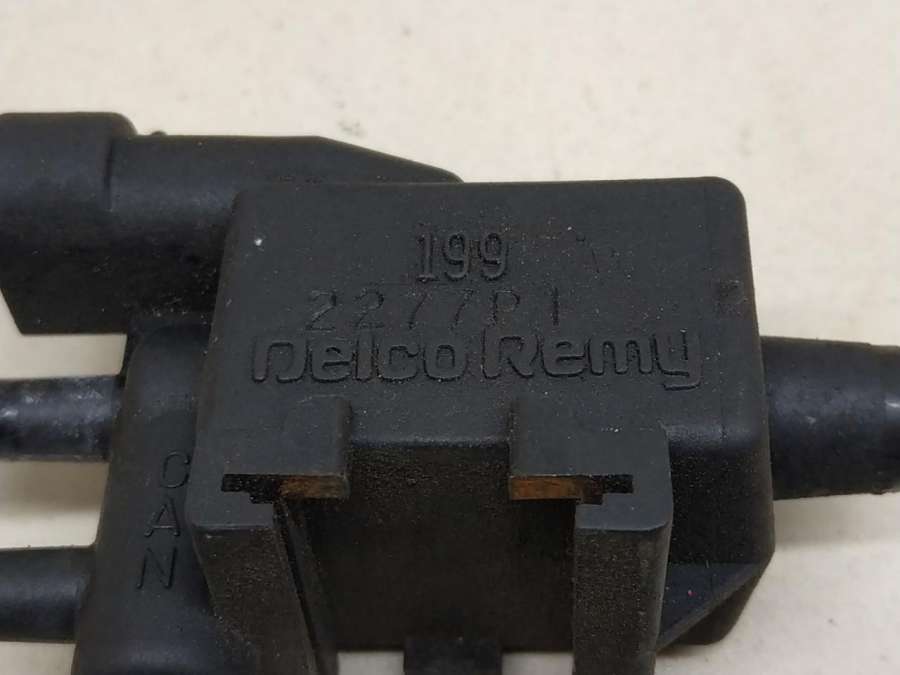 199
2277P1
Delco Remy
CAN